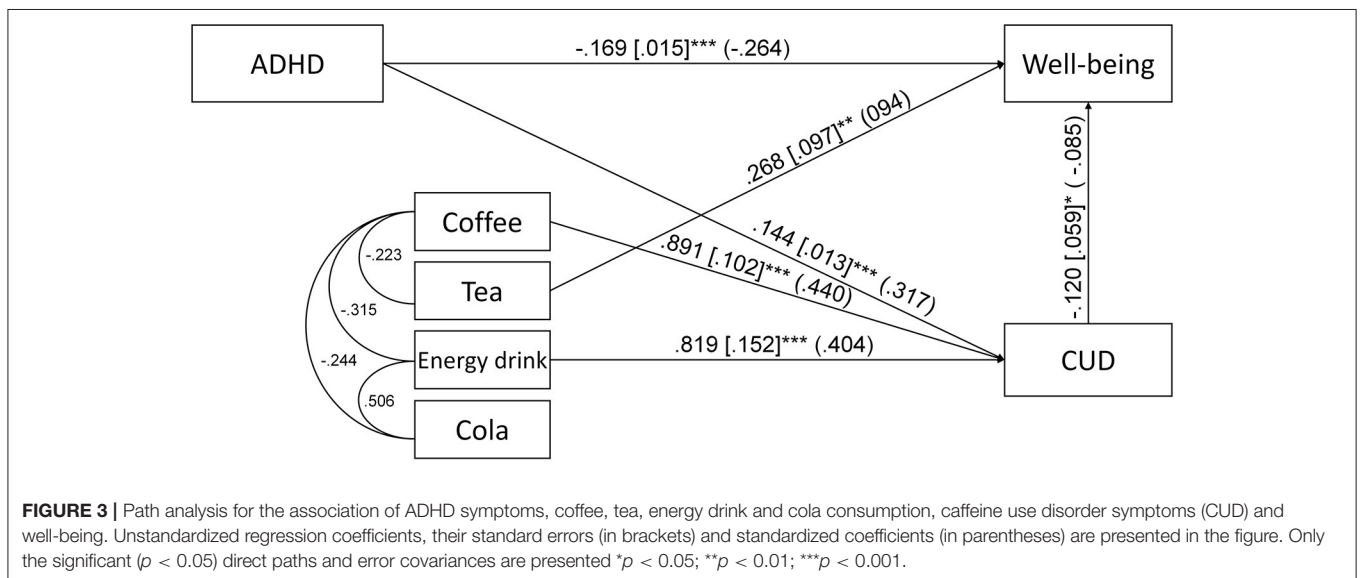 -.169 [.015]*** (-.264)
ADHD
Well-being
.268 [.097]** (094)
-.120 [.059]* ( -.085)
Coffee
-.223
.144 [.013]*** (.317)
.891 [.102]*** (.440)
Tea
-.315
-.244
Energy drink
.819 [.152]*** (.404)
CUD
.506
Cola
FIGURE 3 | Path analysis for the association of ADHD symptoms, coffee, tea, energy drink and cola consumption, caffeine use disorder symptoms (CUD) and
well-being. Unstandardized regression coefficients, their standard errors (in brackets) and standardized coefficients (in parentheses) are presented in the figure. Only
the significant (p < 0.05) direct paths and error covariances are presented *p < 0.05; **p < 0.01; ***p < 0.001.